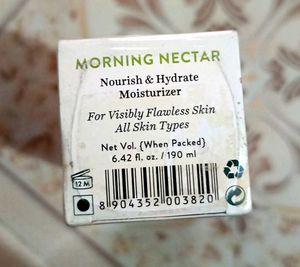 MORNING NECTAR
Nourish & Hydrate
Moisturizer
For Visibly Flawless Skin
All Skin Types
Net Vol. {When Packed}
6.42 fl. oz. / 190 ml
12 M
8 904352 003820